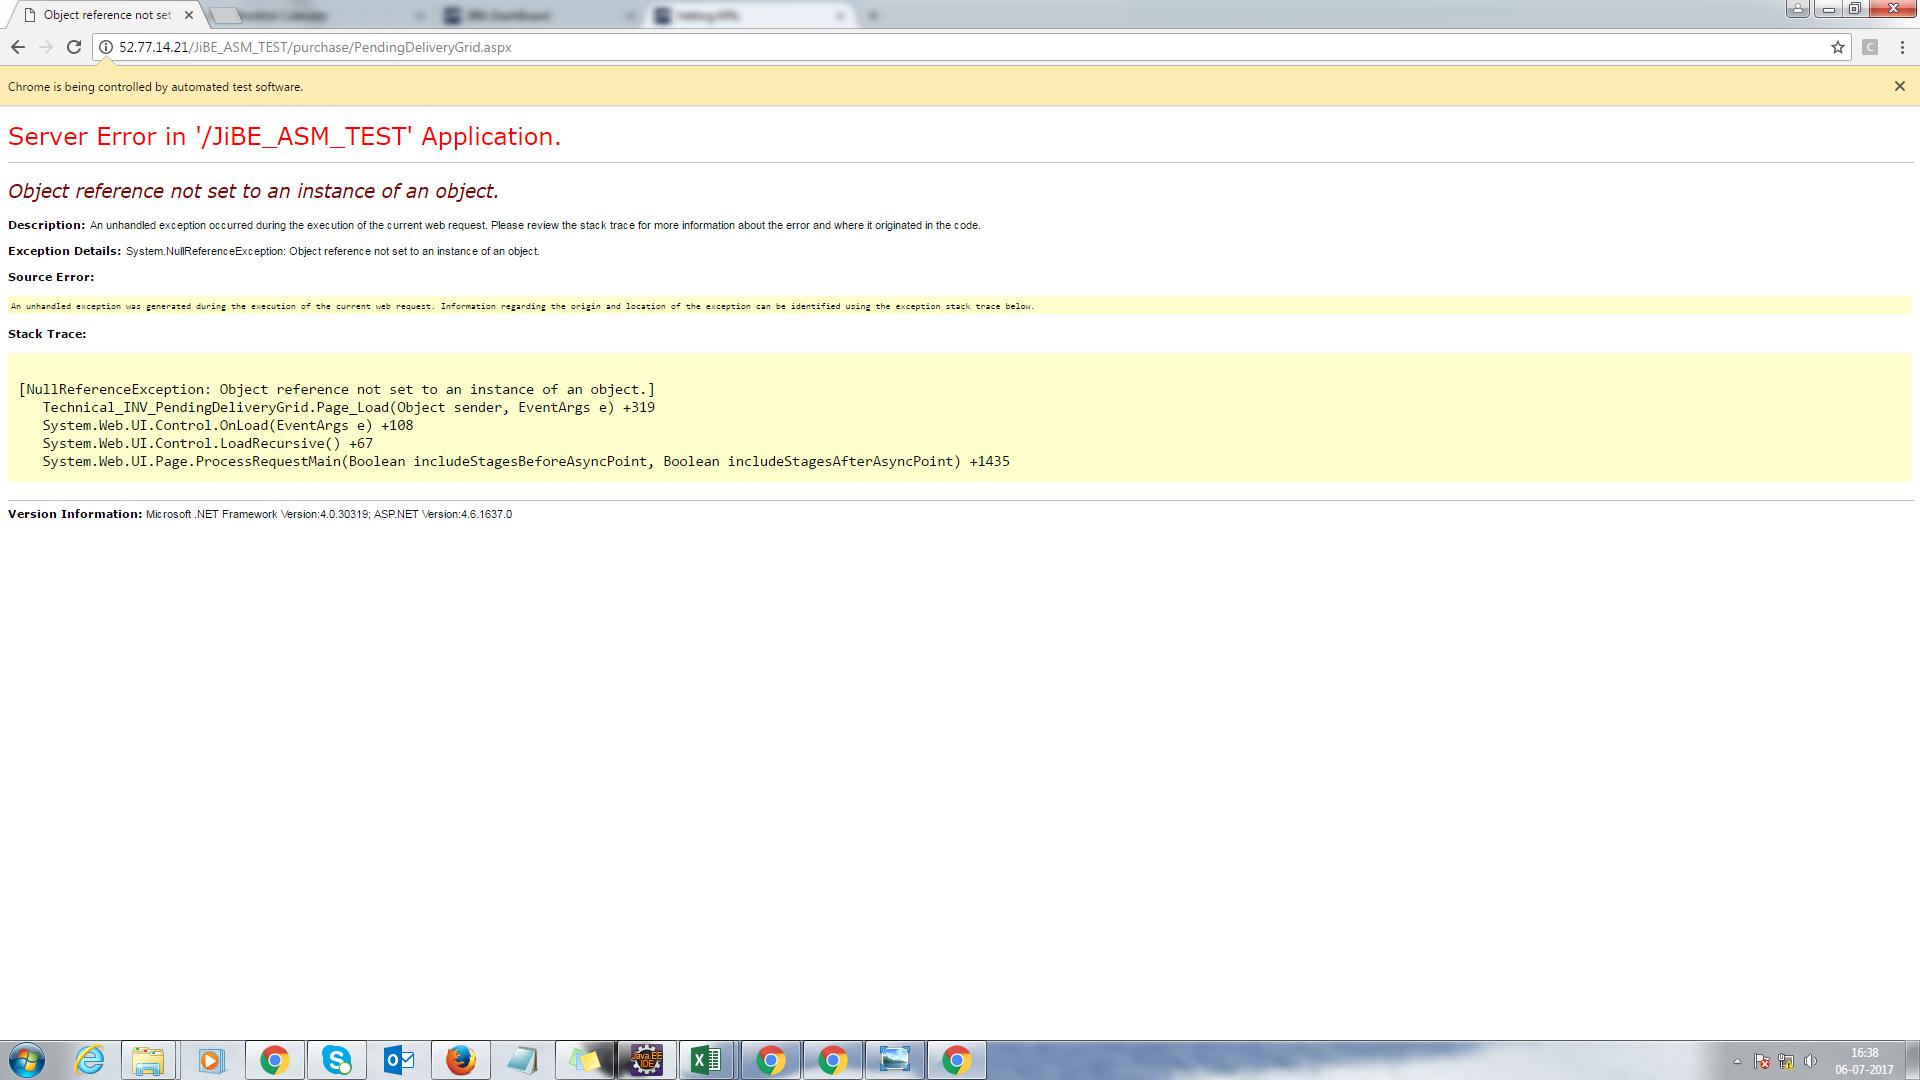 Object reference not set
52.77.14.21/JiBE_ASM_TEST/purchase/PendingDeliveryGrid.aspx
C
Chrome is being controlled by automated test software.
Server Error in '/JiBE_ASM_TEST' Application.
Object reference not set to an instance of an object.
Description: An unhandled exception occurred during the execution of the current web request. Please review the stack trace for more information about the error and where it originated in the code.
Exception Details: System.NullReferenceException: Object reference not set to an instance of an object.
Source Error:
An unhandled exception was generated during the execution of the current web request. Information regarding the origin and location of the exception can be identified using the exception stack trace below.
Stack Trace:
[NullReferenceException: Object reference not set to an instance of an object.]
Technical_INV_PendingDeliveryGrid.Page_Load(Object sender, EventArgs e) +319
System.Web.UI.Control.OnLoad(EventArgs e) +108
System.Web.UI.Control.LoadRecursive() +67
System.Web.UI.Page.ProcessRequestMain(Boolean includeStagesBeforeAsyncPoint, Boolean includeStagesAfterAsyncPoint) +1435
Version Information: Microsoft .NET Framework Version:4.0.30319; ASP.NET Version:4.6.1637.0
Java EE
IDE
16:38
06-07-2017